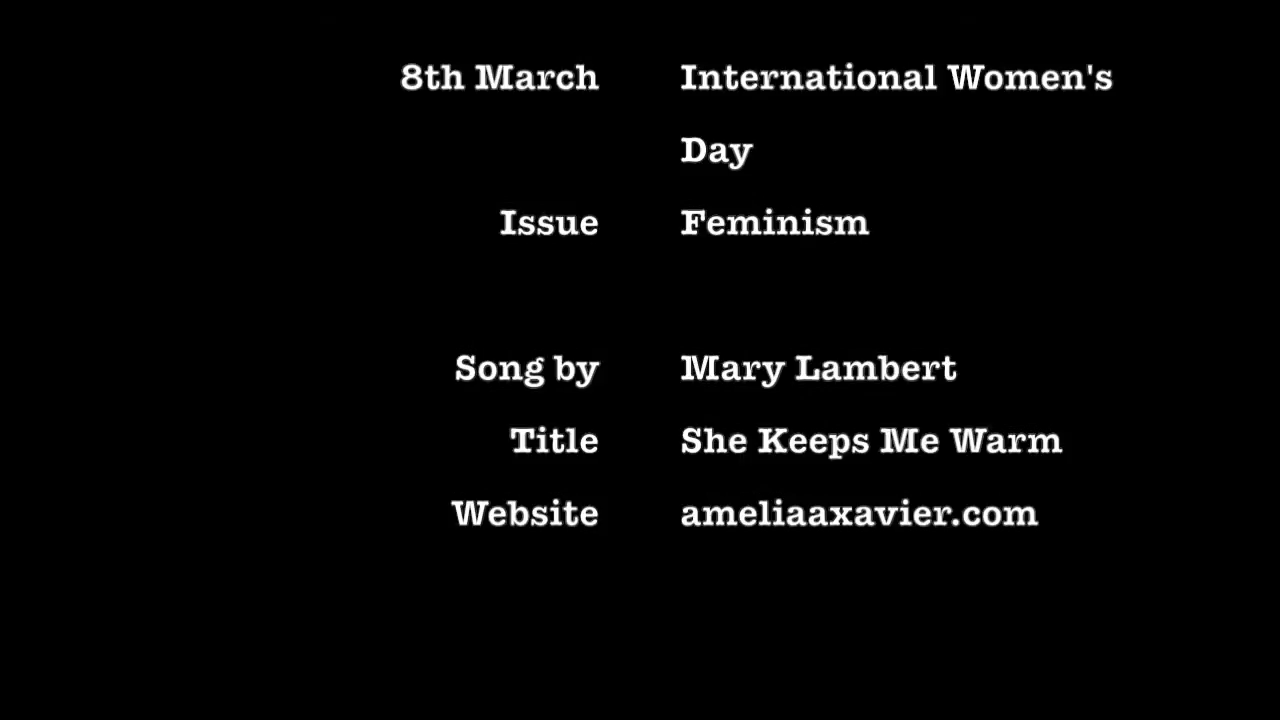 8th March International Women's
Day
Issue Feminism
Song by Mary Lambert
Title She Keeps Me Warm
Website ameliaaxavier.com